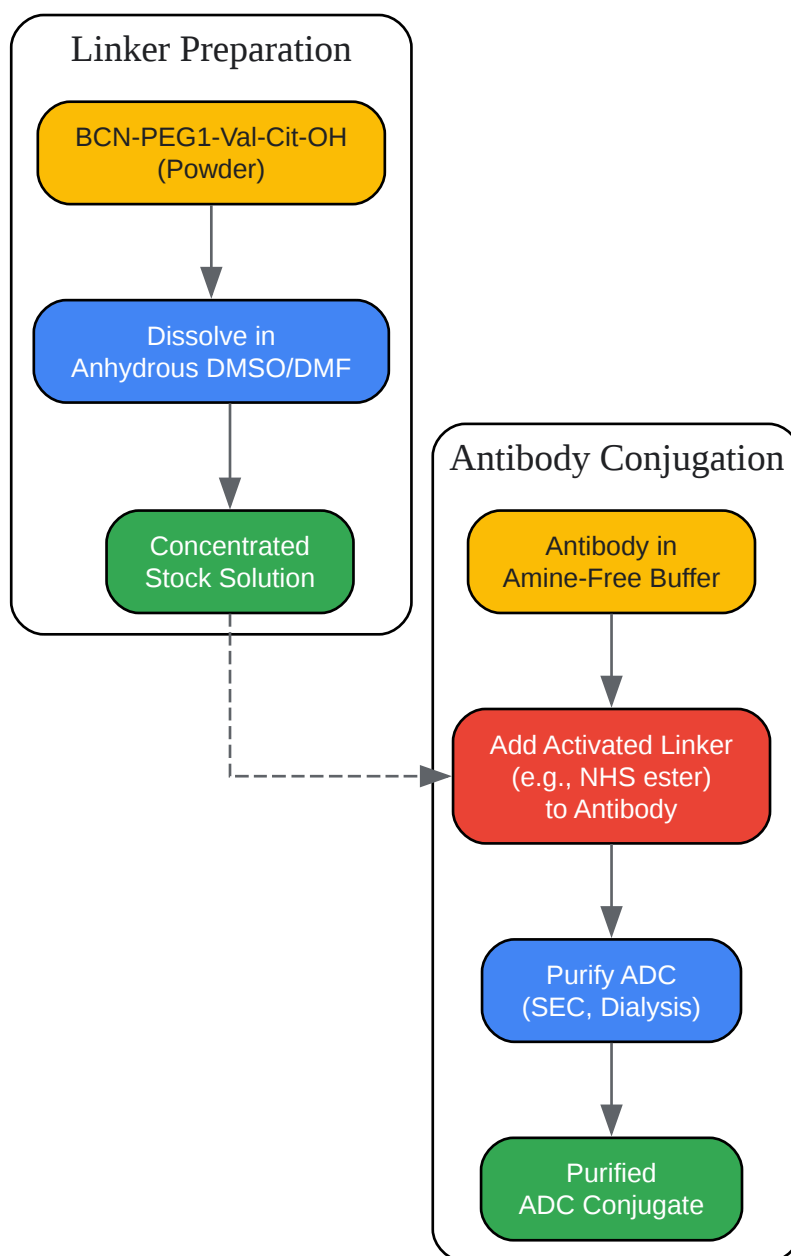 Linker Preparation
BCN-PEG1-Val-Cit-OH
(Powder)
Dissolve in
Anhydrous DMSO/DMF
Concentrated
Stock Solution
Antibody Conjugation
Antibody in
Amine-Free Buffer
Add Activated Linker
(e.g., NHS ester)
to Antibody
Purify ADC
(SEC, Dialysis)
Purified
ADC Conjugate